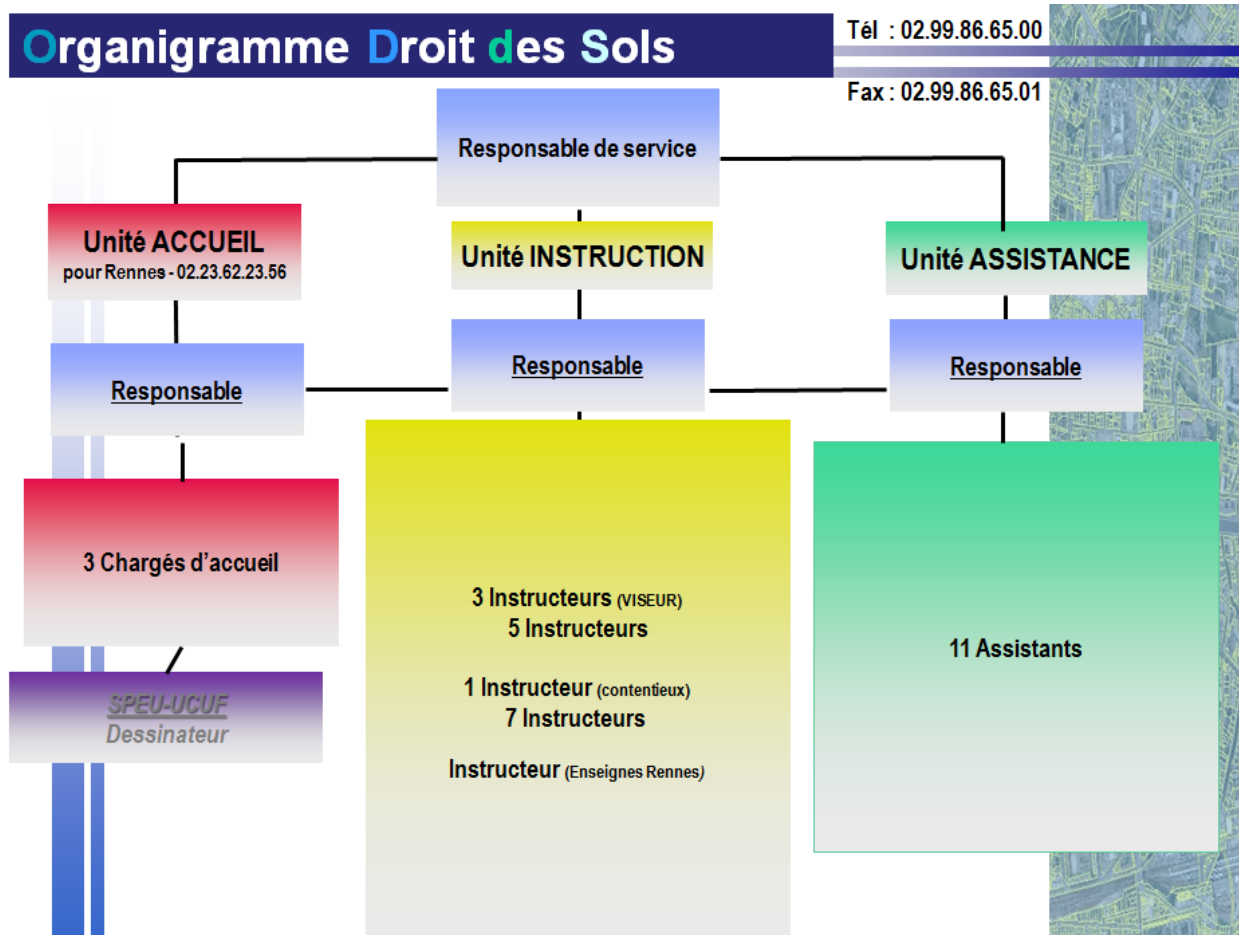 Organigramme Droit des Sols
Tél : 02.99.86.65.00
Fax : 02.99.86.65.01
Responsable de service
Unité ACCUEIL
pour Rennes - 02.23.62.23.56
Unité INSTRUCTION
Unité ASSISTANCE
Responsable
Responsable
Responsable
3 Chargés d'accueil
SPEU-UCUF
Dessinateur
3 Instructeurs (VISEUR)
5 Instructeurs
1 Instructeur (contentieux)
7 Instructeurs
Instructeur (Enseignes Rennes)
11 Assistants